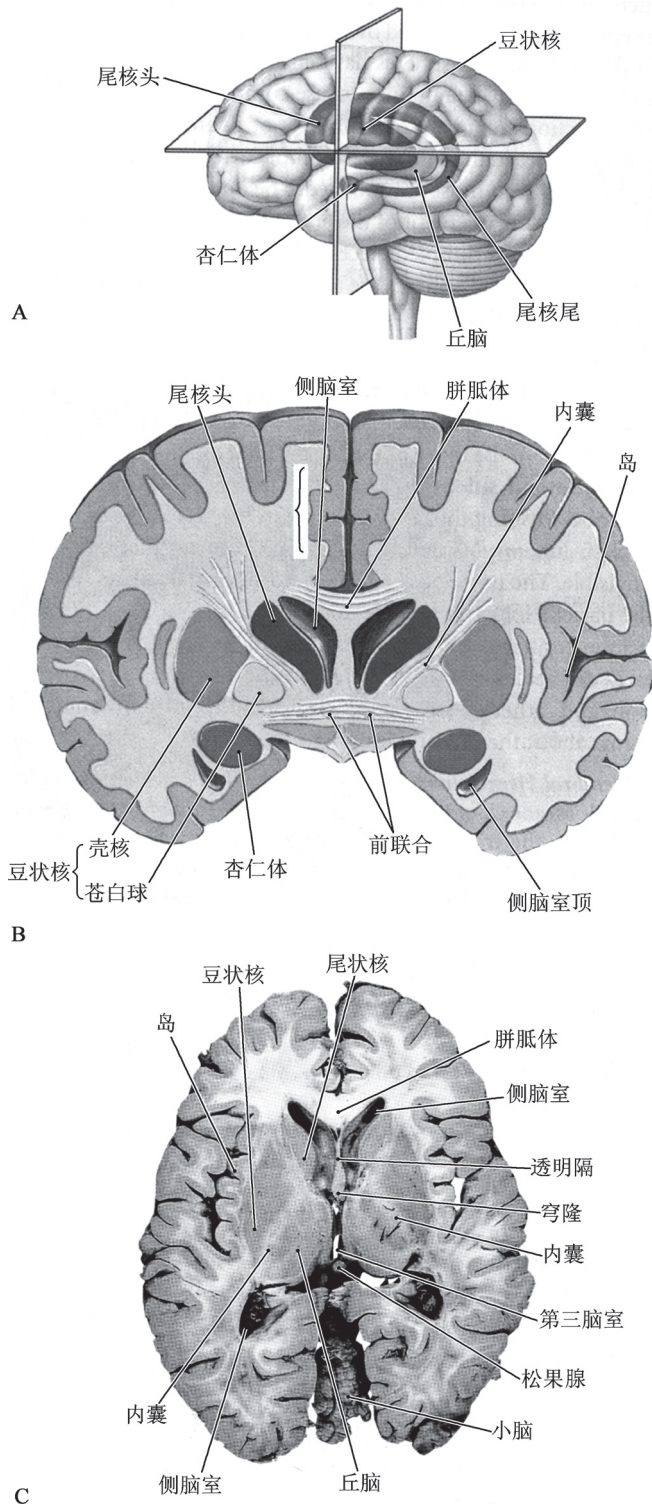 豆状核
尾核头
杏仁体
尾核尾
丘脑
A
尾核头
侧脑室
胼胝体
内囊
岛
豆状核
壳核
苍白球
杏仁体
前联合
侧脑室顶
B
豆状核
尾状核
岛
胼胝体
侧脑室
透明隔
穹隆
内囊
第三脑室
松果腺
小脑
内囊
侧脑室
丘脑
C